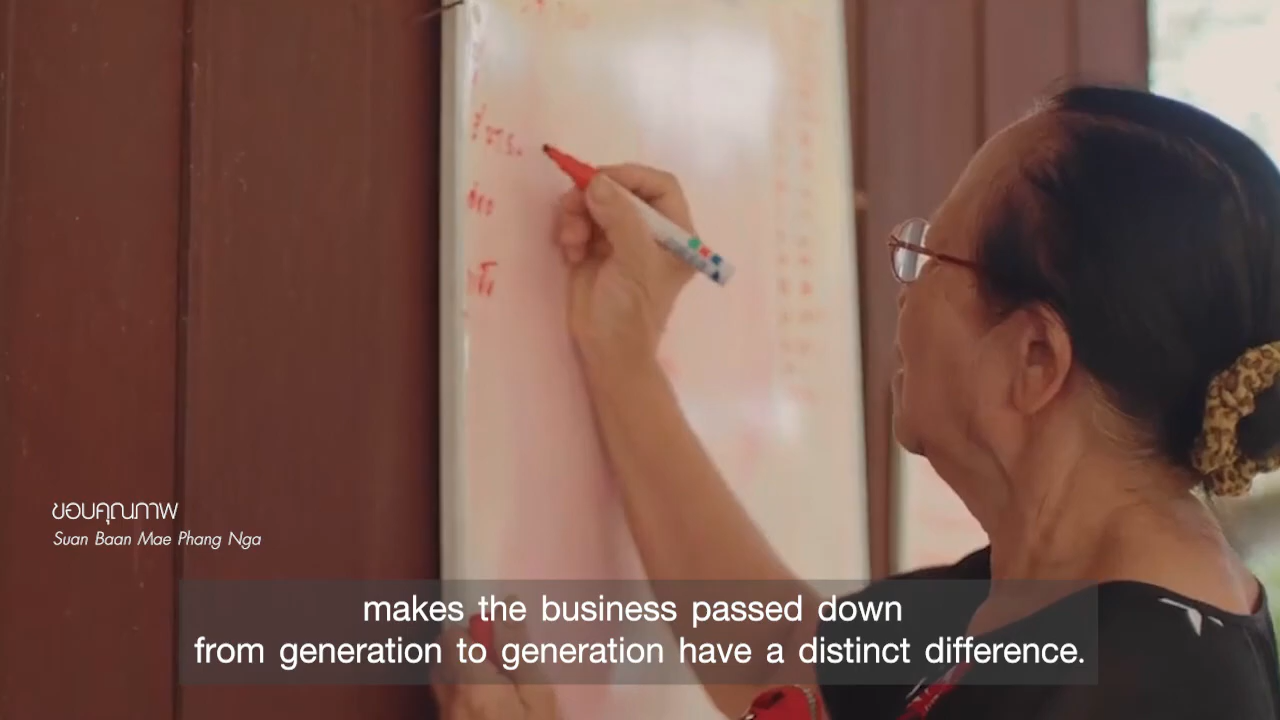 ขอบคุณภาพ
Suan Baan Mae Phang Nga
makes the business passed down
from generation to generation have a distinct difference.